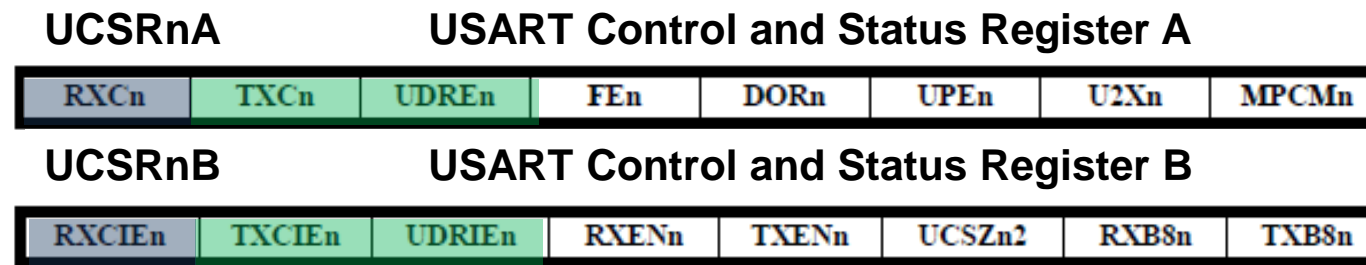 UCSRnA USART Control and Status Register A
RXCn TXCn UDREn FEn DORn UPEn U2Xn MPCMn
UCSRnB USART Control and Status Register B
RXCIEn TXCIEn UDRIEn RXENn TXENn UCSZn2 RXB8n TXB8n